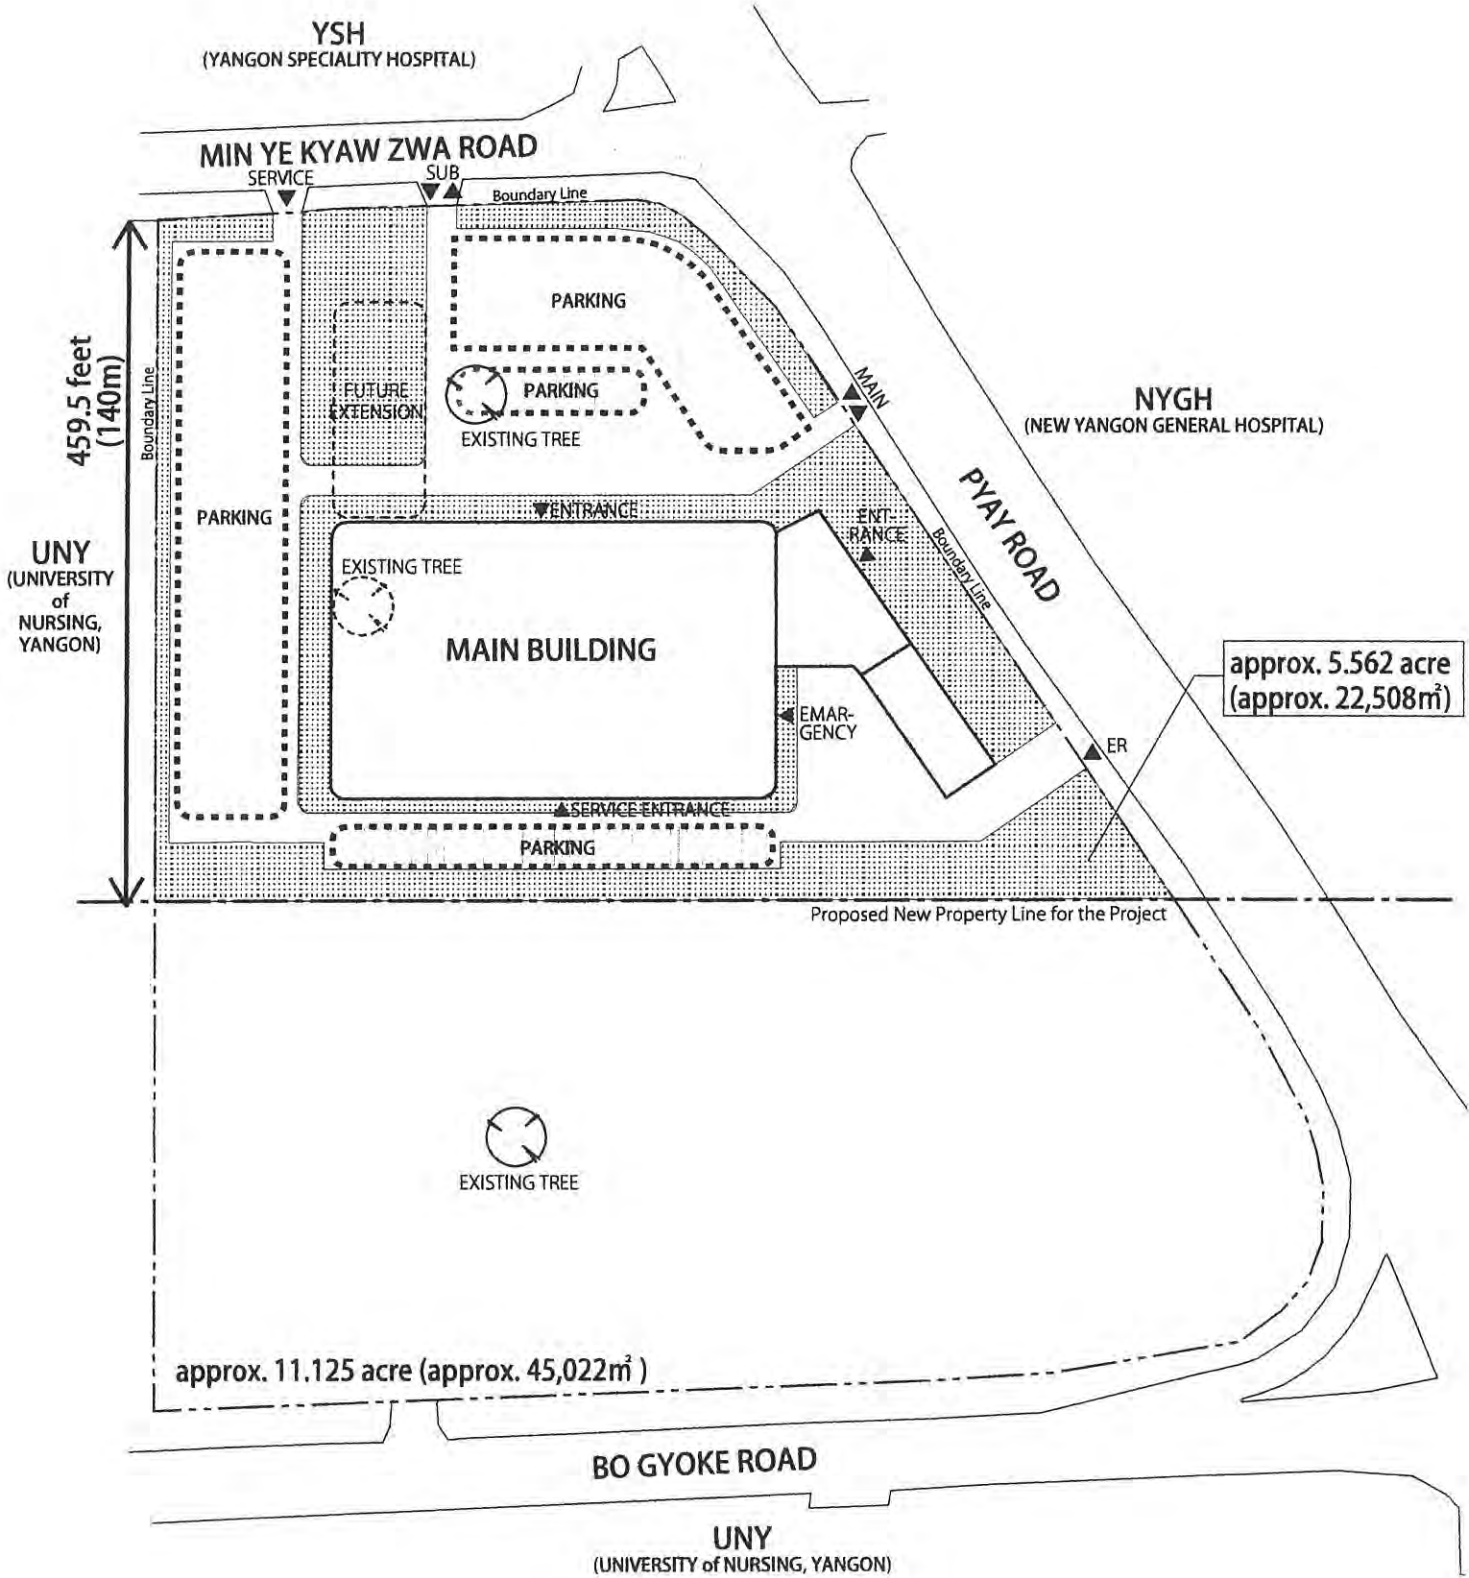 YSH
(YANGON SPECIALITY HOSPITAL)
MIN YE KYAW ZWA ROAD
SERVICE
SUB
Boundary Line
PARKING
459.5 feet
(140m)
Boundary Line
FUTURE
EXTENSION
PARKING
EXISTING TREE
MAIN
NYGH
(NEW YANGON GENERAL HOSPITAL)
PYAY ROAD
PARKING
ENTRANCE
ENT-
RANCE
Boundary Line
UNY
(UNIVERSITY
of
NURSING,
YANGON)
EXISTING TREE
MAIN BUILDING
approx. 5.562 acre
(approx. 22,508㎡)
EMAR-
GENCY
ER
SERVICE ENTRANCE
PARKING
Proposed New Property Line for the Project
EXISTING TREE
approx. 11.125 acre (approx. 45,022㎡ )
BO GYOKE ROAD
UNY
(UNIVERSITY of NURSING, YANGON)